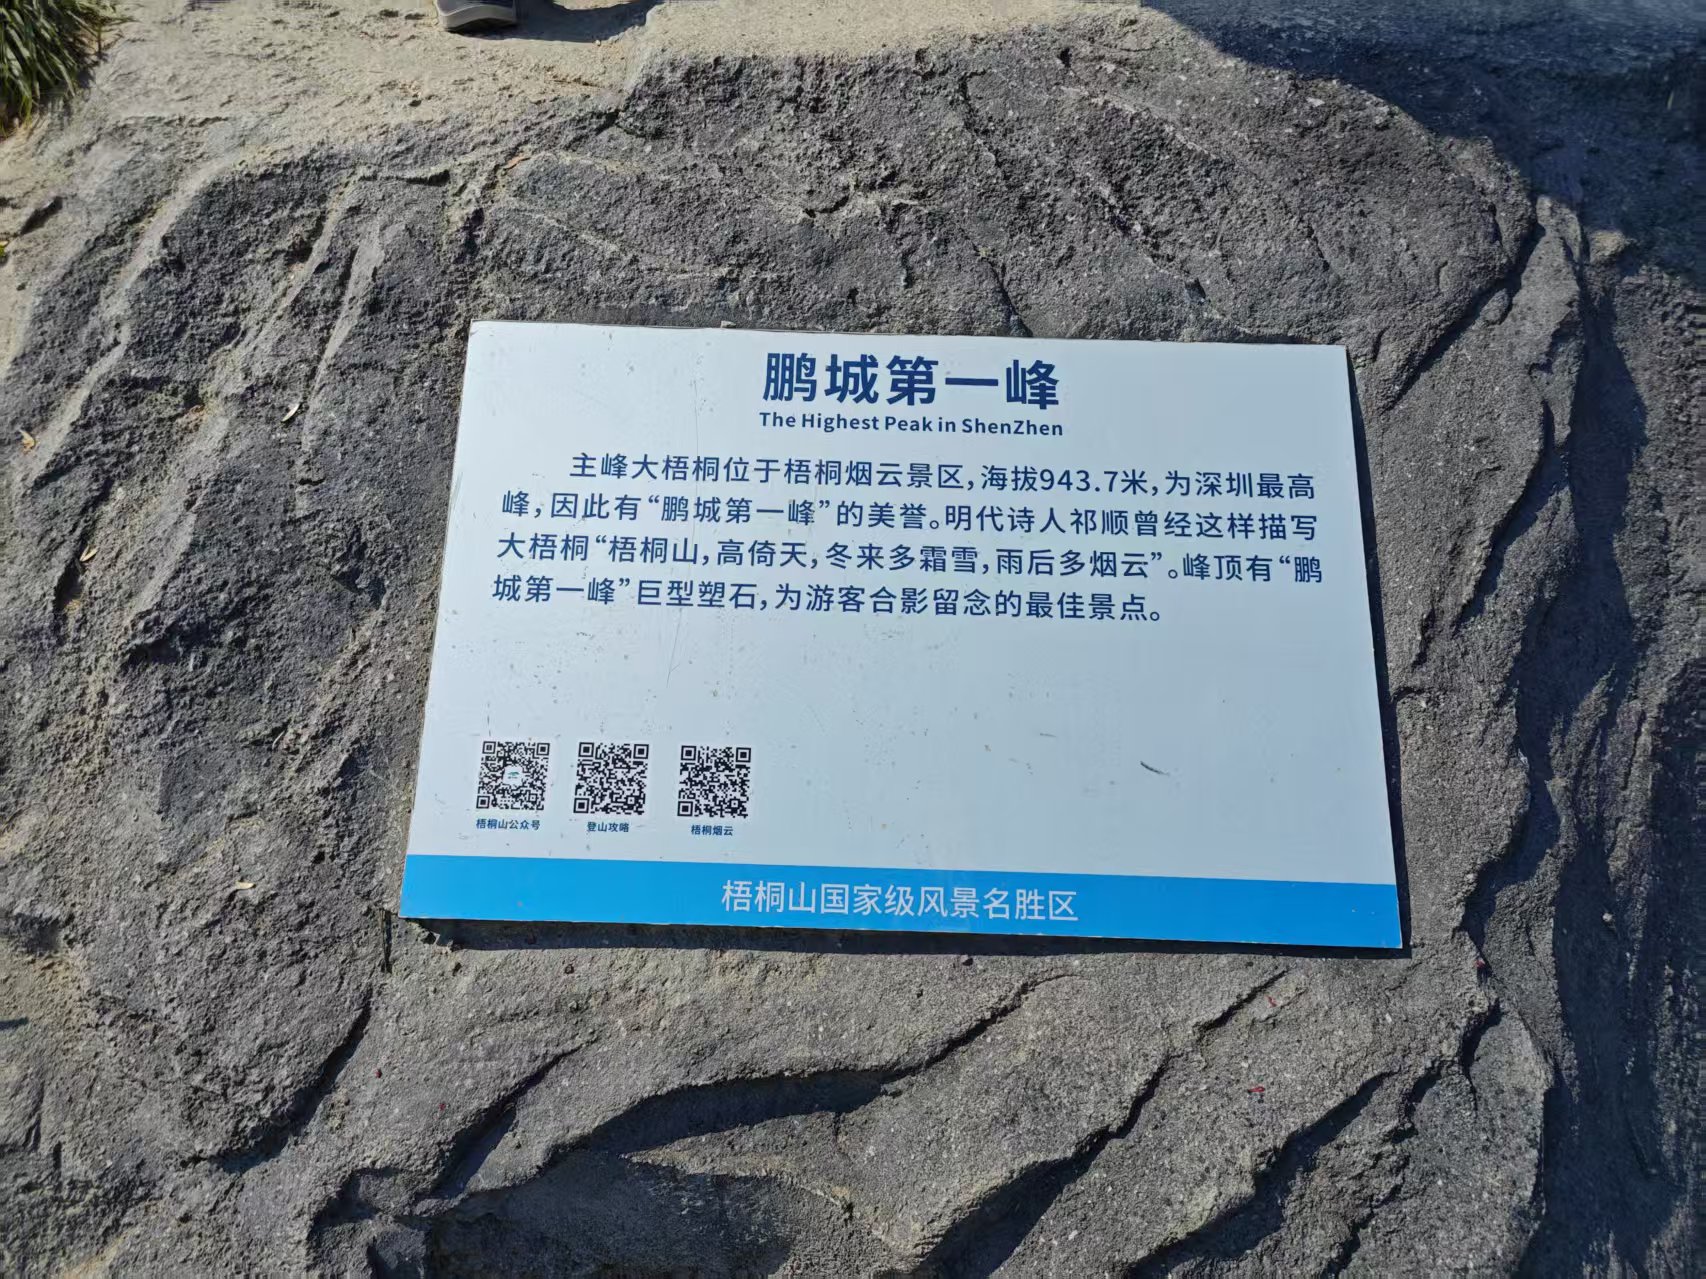 鹏城第一峰
The Highest Peak in ShenZhen
主峰大梧桐位于梧桐烟云景区，海拔943.7米，为深圳最高
峰，因此有“鹏城第一峰”的美誉。明代诗人祁顺曾经这样描写
大梧桐“梧桐山，高倚天，冬来多霜雪，雨后多烟云”。峰顶有“鹏
城第一峰”巨型塑石，为游客合影留念的最佳景点。
梧桐山公众号 登山攻略 梧桐烟云
梧桐山国家级风景名胜区